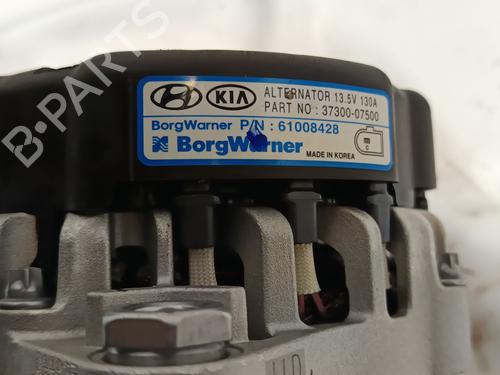 B-PARTS
KIA
ALTERNATOR 13.5V 130A
PART NO : 37300-07500
BorgWarner P/N : 61008428
BorgWarner
C
MADE IN KOREA